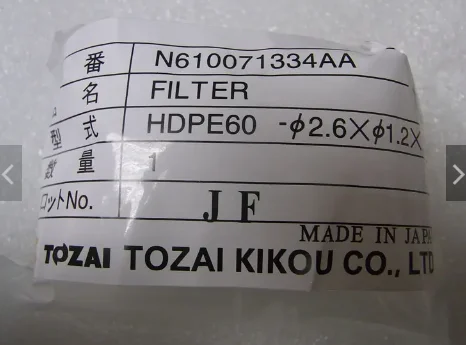 番 N610071334AA
名 FILTER
型式 HDPE60 -φ2.6×φ1.2×
数量 1
ロットNo. JF
MADE IN JAPA
TOZAI TOZAI KIKOU CO., LTD